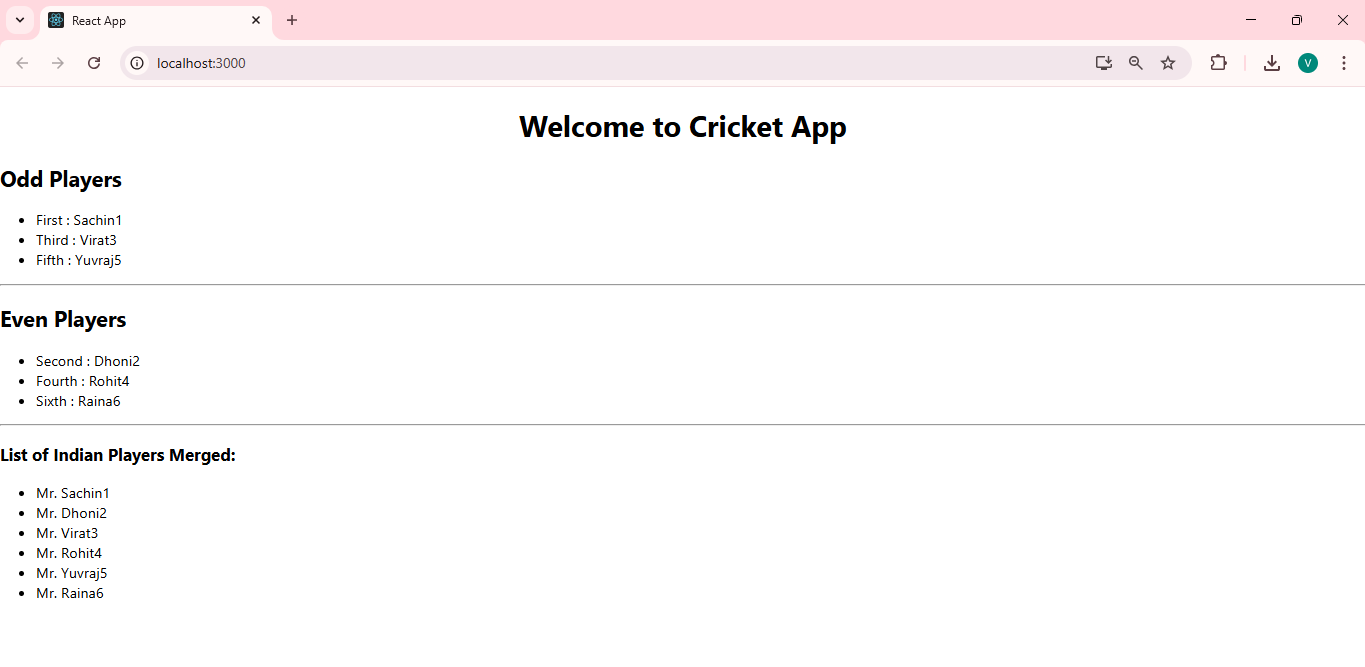 React App
localhost:3000
V
Welcome to Cricket App
Odd Players
First : Sachin1
Third : Virat3
Fifth : Yuvraj5
Even Players
Second : Dhoni2
Fourth : Rohit4
Sixth : Raina6
List of Indian Players Merged:
Mr. Sachin1
Mr. Dhoni2
Mr. Virat3
Mr. Rohit4
Mr. Yuvraj5
Mr. Raina6